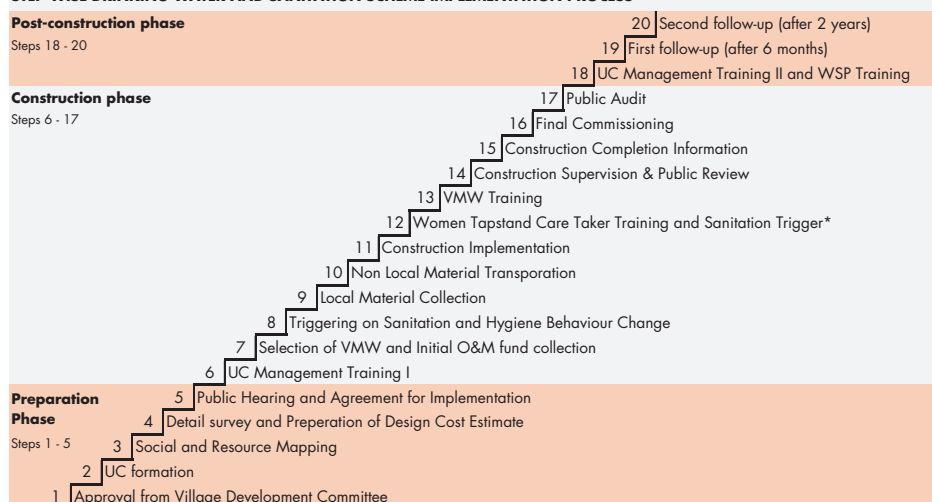 Post-construction phase
Steps 18 - 20
20 Second follow-up (after 2 years)
19 First follow-up (after 6 months)
18 UC Management Training II and WSP Training
Construction phase
Steps 6 - 17
17 Public Audit
16 Final Commissioning
15 Construction Completion Information
14 Construction Supervision & Public Review
13 VMW Training
12 Women Tapstand Care Taker Training and Sanitation Trigger*
11 Construction Implementation
10 Non Local Material Transporation
9 Local Material Collection
8 Triggering on Sanitation and Hygiene Behaviour Change
7 Selection of VMW and Initial O&M fund collection
6 UC Management Training I
Preparation
Phase
Steps 1 - 5
5 Public Hearing and Agreement for Implementation
4 Detail survey and Preperation of Design Cost Estimate
3 Social and Resource Mapping
2 UC formation
1 Approval from Village Development Committee